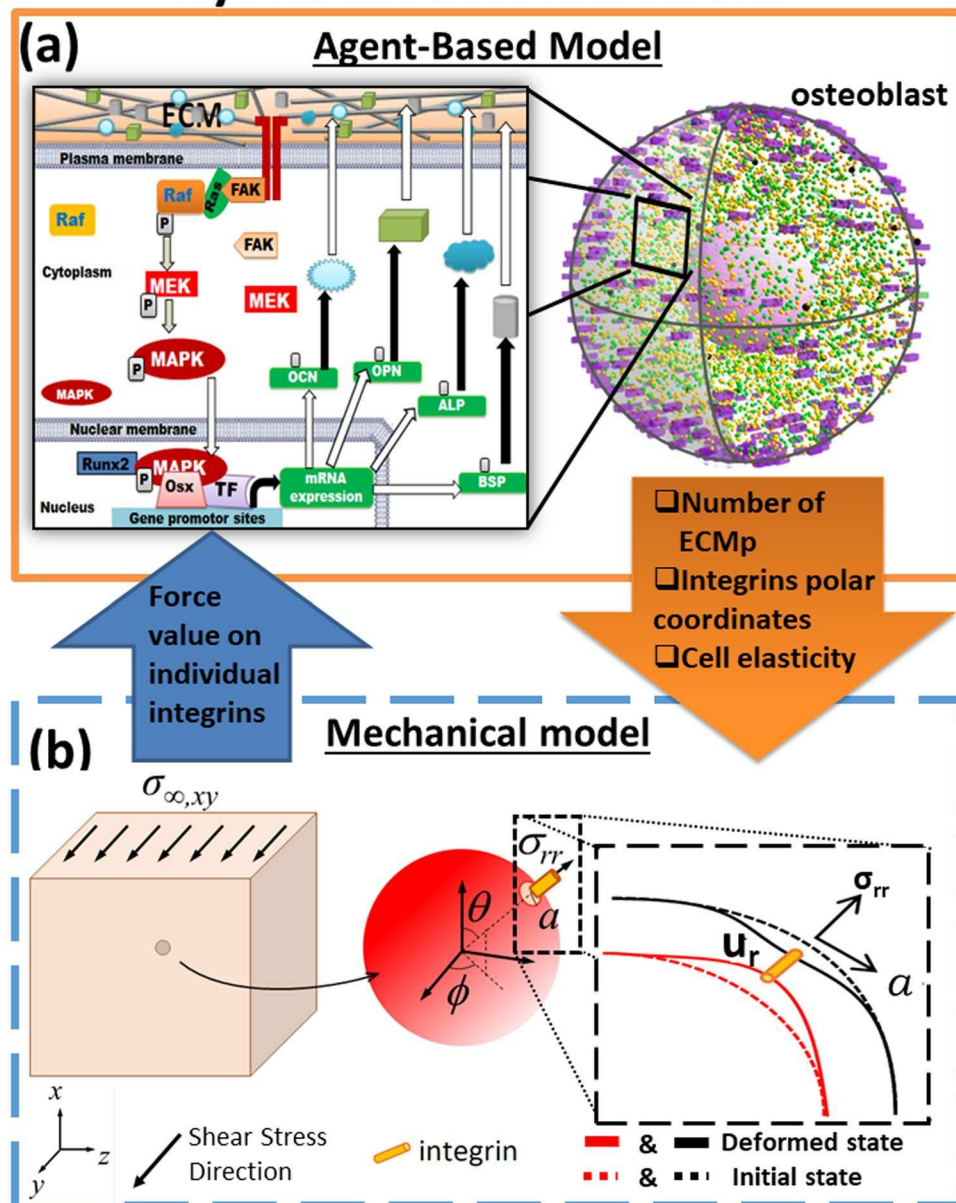 (a)
Agent-Based Model
osteoblast
ECM
Plasma membrane
Raf
Ras
FAK
P
Raf
FAK
Cytoplasm
MEK
P
MEK
MAPK
P
MAPK
OCN
OPN
ALP
BSP
Nuclear membrane
Runx2
MAPK
P
Osx
TF
mRNA
expression
Nucleus
Gene promotor sites
Force
value on
individual
integrins
❑Number of
ECMp
❑Integrins polar
coordinates
❑Cell elasticity
(b)
Mechanical model
σ∞,xy
σrr
θ
a
ϕ
σrr
ur
a
x
y
z
Shear Stress
Direction
integrin
& Deformed state
& Initial state